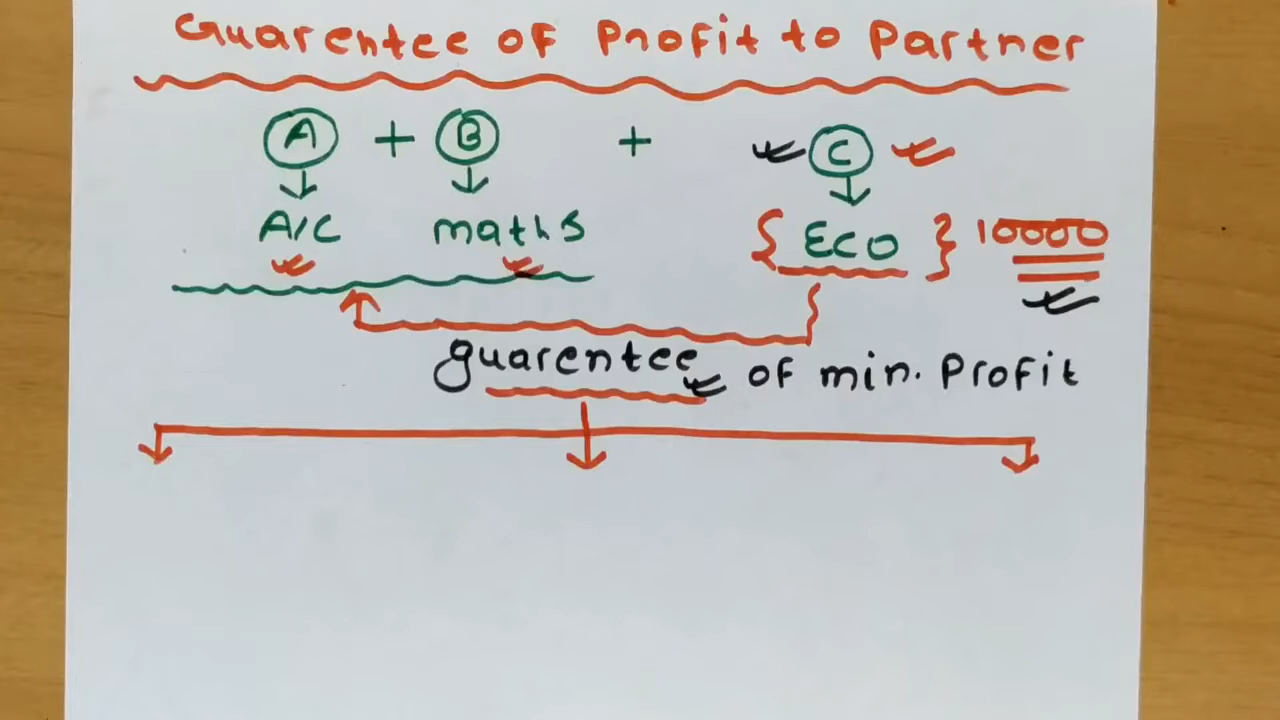 Guarentee of Profit to Partner
A + B + C
A/C maths { ECO } 10000
guarentee of min. Profit